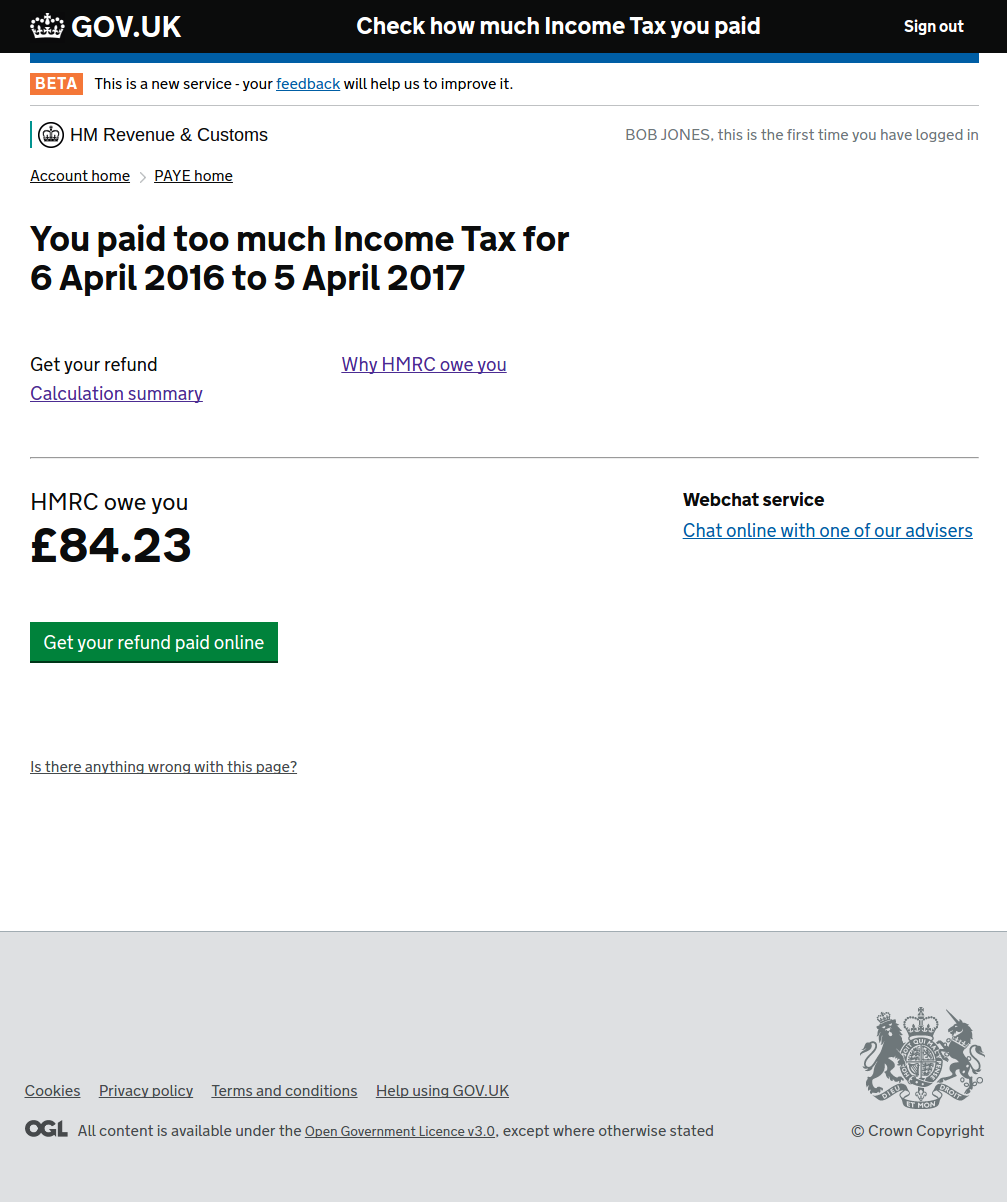 GOV.UK
Check how much Income Tax you paid
Sign out
BETA This is a new service - your feedback will help us to improve it.
HM Revenue & Customs
BOB JONES, this is the first time you have logged in
Account home
PAYE home
You paid too much Income Tax for
6 April 2016 to 5 April 2017
Get your refund
Why HMRC owe you
Calculation summary
HMRC owe you
£84.23
Webchat service
Chat online with one of our advisers
Get your refund paid online
Is there anything wrong with this page?
Cookies Privacy policy Terms and conditions Help using GOV.UK
OGL All content is available under the Open Government Licence v3.0, except where otherwise stated
DIEU ET MON DROIT
© Crown Copyright